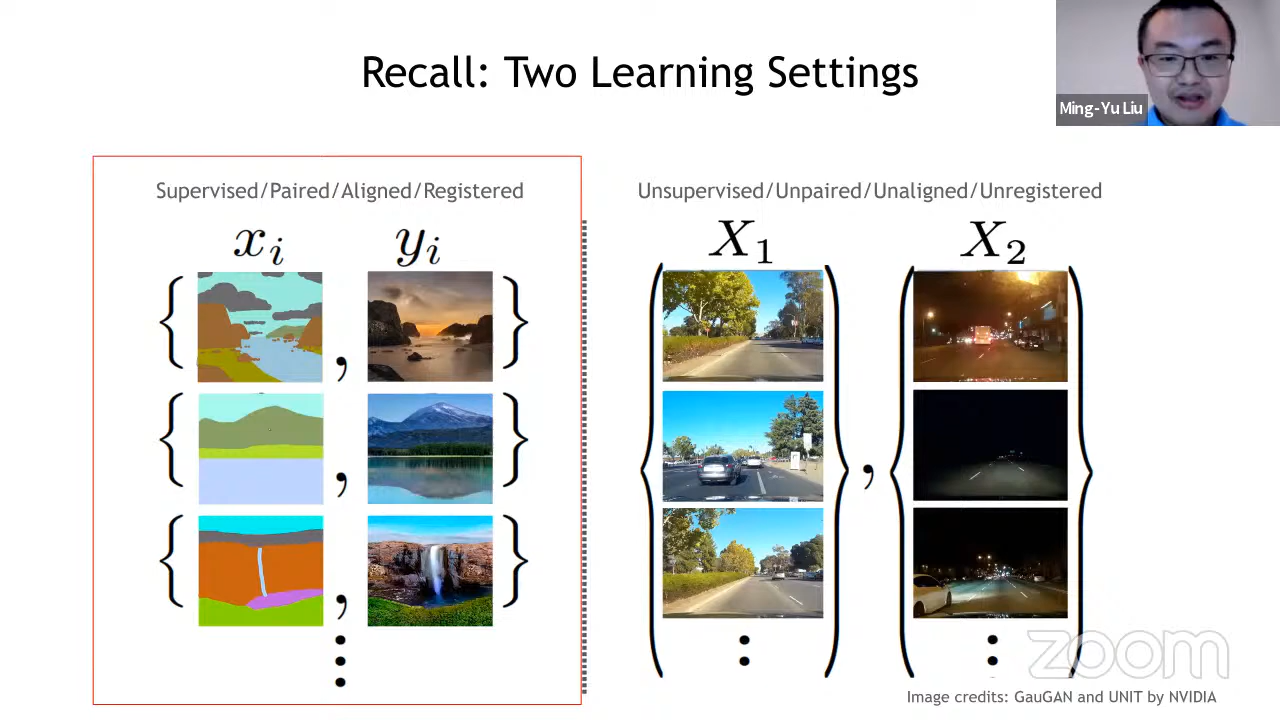 Recall: Two Learning Settings
Ming-Yu Liu
Supervised/Paired/Aligned/Registered
x_i y_i
{ , }
{ , }
{ , }
⋮
Unsupervised/Unpaired/Unaligned/Unregistered
X_1 X_2
{ ⋮ } , { ⋮ }
zoom
Image credits: GauGAN and UNIT by NVIDIA